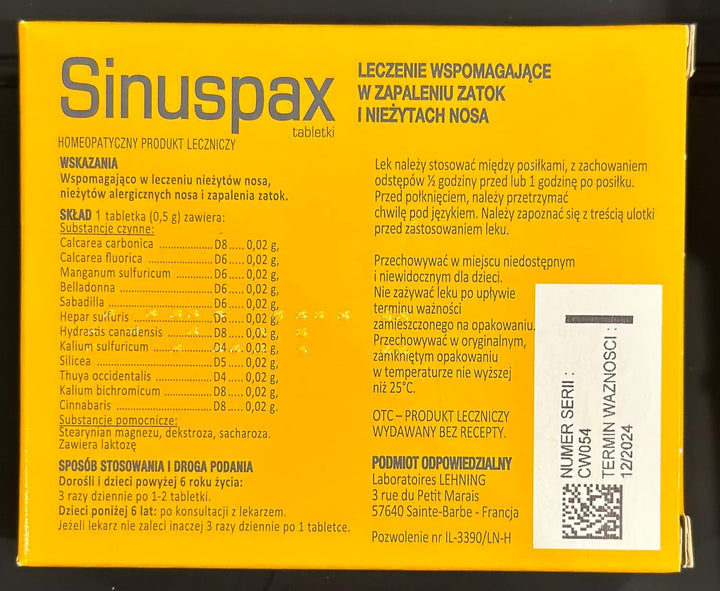 Sinuspax
tabletki
LECZENIE WSPOMAGAJĄCE
W ZAPALENIU ZATOK
I NIEŻYTACH NOSA
HOMEOPATYCZNY PRODUKT LECZNICZY
WSKAZANIA
Wspomagająco w leczeniu nieżytów nosa,
nieżytów alergicznych nosa i zapalenia zatok.
SKŁAD 1 tabletka (0,5 g) zawiera:
Substancje czynne:
Calcarea carbonica ..................... D8 ..... 0,02 g,
Calcarea fluorica ........................ D6 ..... 0,02 g,
Manganum sulfuricum ............... D6 ..... 0,02 g,
Belladonna ................................ D6 ..... 0,02 g,
Sabadilla .................................... D6 ..... 0,02 g,
Hepar sulfuris ............................ D6 ..... 0,02 g,
Hydrastis canadensis .................. D6 ..... 0,02 g,
Kalium sulfuricum ...................... D4 ..... 0,02 g,
Silicea ........................................ D5 ..... 0,02 g,
Thuya occidentalis ..................... D4 ..... 0,02 g,
Kalium bichromicum .................. D8 ..... 0,02 g,
Cinnabaris ................................. D8 ..... 0,02 g,
Substancje pomocnicze:
Stearynian magnezu, dekstroza, sacharoza.
Zawiera laktozę
SPOSÓB STOSOWANIA I DROGA PODANIA
Dorośli i dzieci powyżej 6 roku życia:
3 razy dziennie po 1-2 tabletki.
Dzieci poniżej 6 lat: po konsultacji z lekarzem.
Jeżeli lekarz nie zaleci inaczej 3 razy dziennie po 1 tabletce.
Lek należy stosować między posiłkami, z zachowaniem
odstępów ½ godziny przed lub 1 godzinę po posiłku.
Przed połknięciem, należy przetrzymać
chwilę pod językiem. Należy zapoznać się z treścią ulotki
przed zastosowaniem leku.
Przechowywać w miejscu niedostępnym
i niewidocznym dla dzieci.
Nie zażywać leku po upływie
terminu ważności
zamieszczonego na opakowaniu.
Przechowywać w oryginalnym,
zamkniętym opakowaniu
w temperaturze nie wyższej
niż 25°C.
OTC – PRODUKT LECZNICZY
WYDAWANY BEZ RECEPTY.
PODMIOT ODPOWIEDZIALNY
Laboratoires LEHNING
3 rue du Petit Marais
57640 Sainte-Barbe - Francja
Pozwolenie nr IL-3390/LN-H
NUMER SERII :
CW054
TERMIN WAZNOSCI :
12/2024